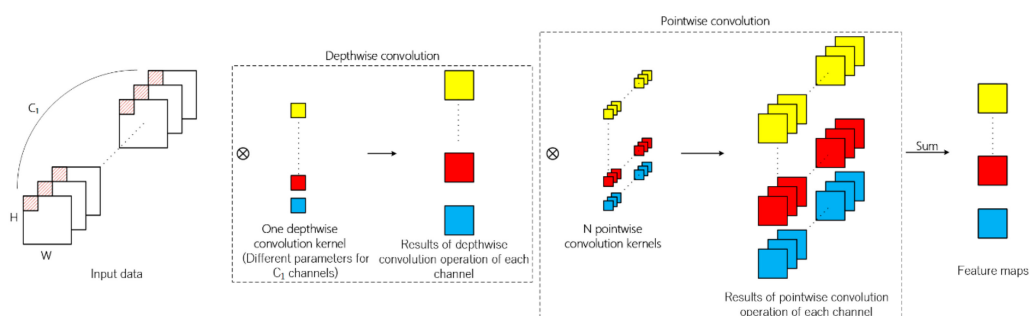 Pointwise convolution
Depthwise convolution
C₁
H
W
Input data
⊗
One depthwise
convolution kernel
(Different parameters for
C₁ channels)
Results of depthwise
convolution operation of each
channel
⊗
N pointwise
convolution kernels
Results of pointwise convolution
operation of each channel
Sum
Feature maps